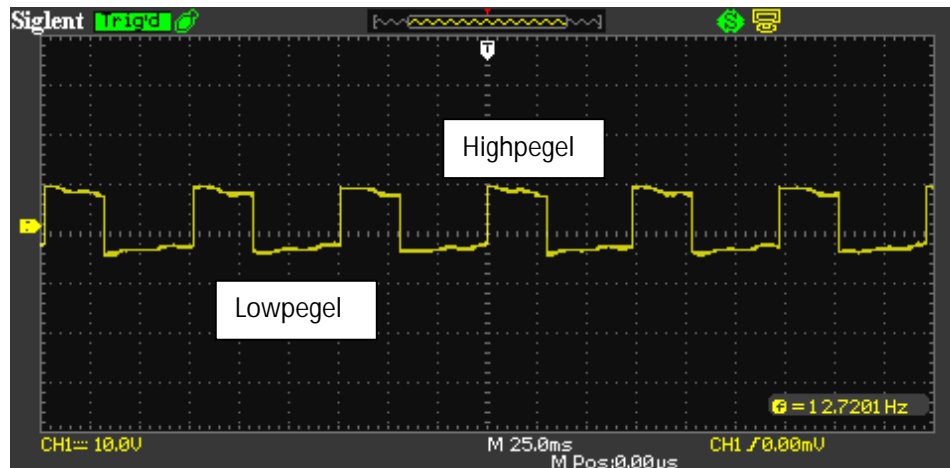 Siglent Trig'd
T
Highpegel
Lowpegel
f = 12.7201Hz
CH1 10.0V M 25.0ms CH1 0.00mV
M Pos:0.00us